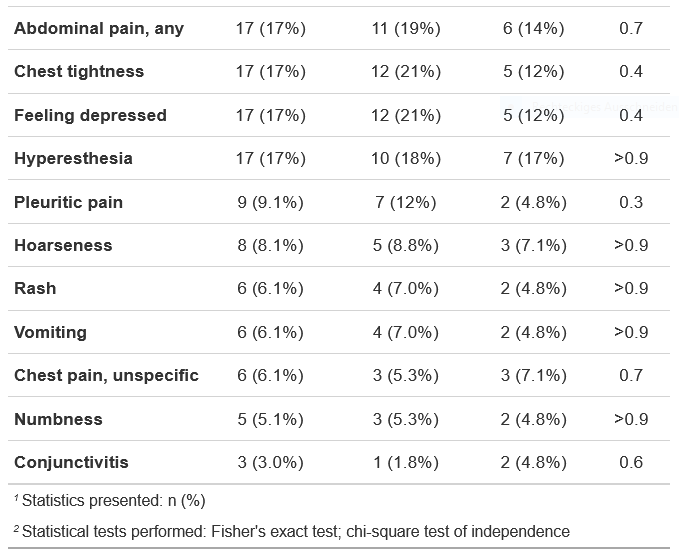 Abdominal pain, any 17 (17%) 11 (19%) 6 (14%) 0.7
Chest tightness 17 (17%) 12 (21%) 5 (12%) 0.4
Feeling depressed 17 (17%) 12 (21%) 5 (12%) 0.4
Hyperesthesia 17 (17%) 10 (18%) 7 (17%) >0.9
Pleuritic pain 9 (9.1%) 7 (12%) 2 (4.8%) 0.3
Hoarseness 8 (8.1%) 5 (8.8%) 3 (7.1%) >0.9
Rash 6 (6.1%) 4 (7.0%) 2 (4.8%) >0.9
Vomiting 6 (6.1%) 4 (7.0%) 2 (4.8%) >0.9
Chest pain, unspecific 6 (6.1%) 3 (5.3%) 3 (7.1%) 0.7
Numbness 5 (5.1%) 3 (5.3%) 2 (4.8%) >0.9
Conjunctivitis 3 (3.0%) 1 (1.8%) 2 (4.8%) 0.6
¹ Statistics presented: n (%)
² Statistical tests performed: Fisher's exact test; chi-square test of independence